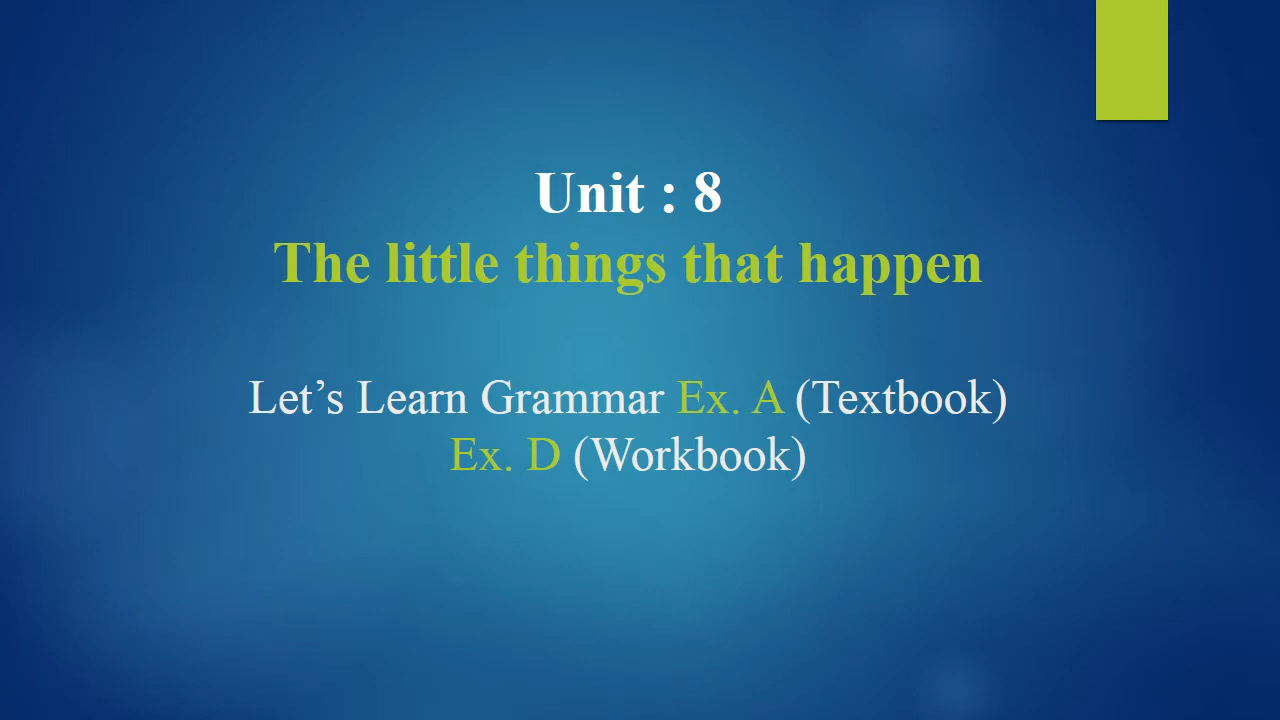 Unit : 8
The little things that happen
Let’s Learn Grammar Ex. A (Textbook)
Ex. D (Workbook)